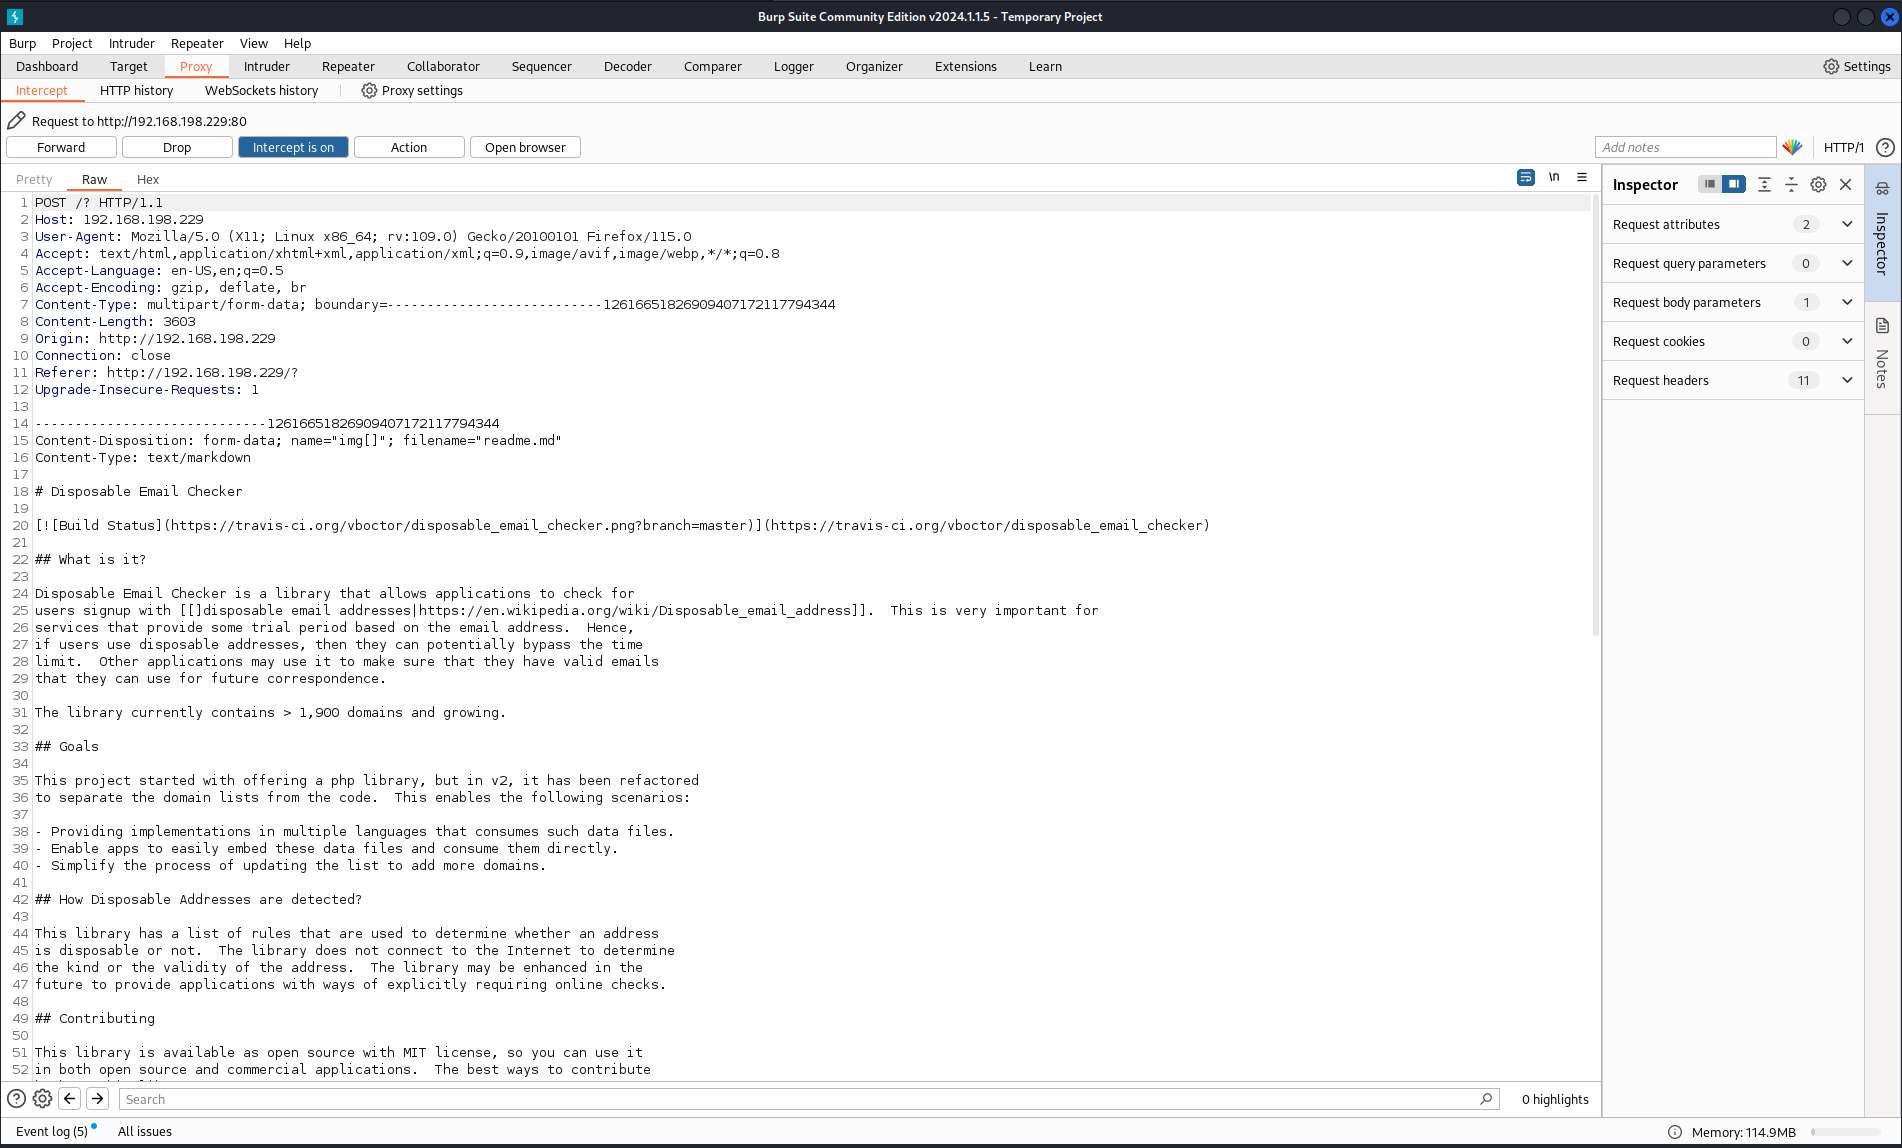 Burp Suite Community Edition v2024.1.1.5 - Temporary Project
Burp Project Intruder Repeater View Help
Dashboard Target Proxy Intruder Repeater Collaborator Sequencer Decoder Comparer Logger Organizer Extensions Learn Settings
Intercept HTTP history WebSockets history Proxy settings
Request to http://192.168.198.229:80
Forward Drop Intercept is on Action Open browser Add notes HTTP/1
Pretty Raw Hex \n
1 POST /? HTTP/1.1
2 Host: 192.168.198.229
3 User-Agent: Mozilla/5.0 (X11; Linux x86_64; rv:109.0) Gecko/20100101 Firefox/115.0
4 Accept: text/html,application/xhtml+xml,application/xml;q=0.9,image/avif,image/webp,*/*;q=0.8
5 Accept-Language: en-US,en;q=0.5
6 Accept-Encoding: gzip, deflate, br
7 Content-Type: multipart/form-data; boundary=---------------------------126166518269094071721177943​44
8 Content-Length: 3603
9 Origin: http://192.168.198.229
10 Connection: close
11 Referer: http://192.168.198.229/?
12 Upgrade-Insecure-Requests: 1
13
14 -----------------------------12616651826909407172117794344
15 Content-Disposition: form-data; name="img[]"; filename="readme.md"
16 Content-Type: text/markdown
17
18 # Disposable Email Checker
19
20 [![Build Status](https://travis-ci.org/vboctor/disposable_email_checker.png?branch=master)](https://travis-ci.org/vboctor/disposable_email_checker)
21
22 ## What is it?
23
24 Disposable Email Checker is a library that allows applications to check for
25 users signup with [[]disposable email addresses|https://en.wikipedia.org/wiki/Disposable_email_address]].  This is very important for
26 services that provide some trial period based on the email address.  Hence,
27 if users use disposable addresses, then they can potentially bypass the time
28 limit.  Other applications may use it to make sure that they have valid emails
29 that they can use for future correspondence.
30
31 The library currently contains > 1,900 domains and growing.
32
33 ## Goals
34
35 This project started with offering a php library, but in v2, it has been refactored
36 to separate the domain lists from the code.  This enables the following scenarios:
37
38 - Providing implementations in multiple languages that consumes such data files.
39 - Enable apps to easily embed these data files and consume them directly.
40 - Simplify the process of updating the list to add more domains.
41
42 ## How Disposable Addresses are detected?
43
44 This library has a list of rules that are used to determine whether an address
45 is disposable or not.  The library does not connect to the Internet to determine
46 the kind or the validity of the address.  The library may be enhanced in the
47 future to provide applications with ways of explicitly requiring online checks.
48
49 ## Contributing
50
51 This library is available as open source with MIT license, so you can use it
52 in both open source and commercial applications.  The best ways to contribute
Inspector
Request attributes 2
Request query parameters 0
Request body parameters 1
Request cookies 0
Request headers 11
Inspector
Notes
Search 0 highlights
Event log (5) All issues Memory: 114.9MB